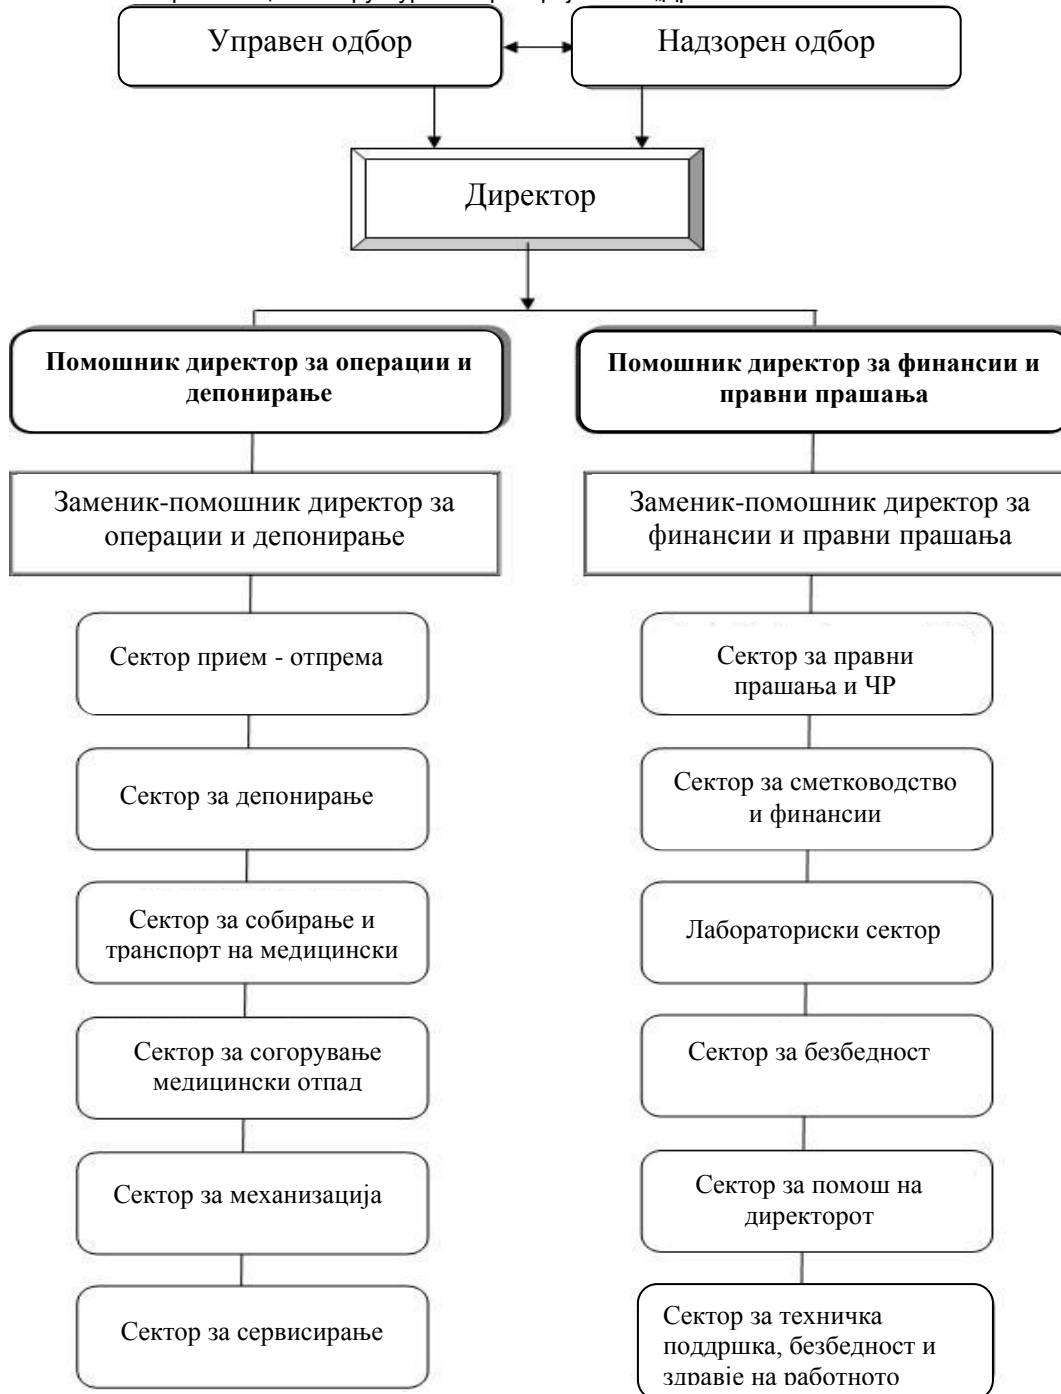 Управен одбор
Надзорен одбор
Директор
Помошник директор за операции и
депонирање
Помошник директор за финансии и
правни прашања
Заменик-помошник директор за
операции и депонирање
Заменик-помошник директор за
финансии и правни прашања
Сектор прием - отпрема
Сектор за правни
прашања и ЧР
Сектор за депонирање
Сектор за сметководство
и финансии
Сектор за собирање и
транспорт на медицински
Лабораториски сектор
Сектор за согорување
медицински отпад
Сектор за безбедност
Сектор за механизација
Сектор за помош на
директорот
Сектор за сервисирање
Сектор за техничка
поддршка, безбедност и
здравје на работното